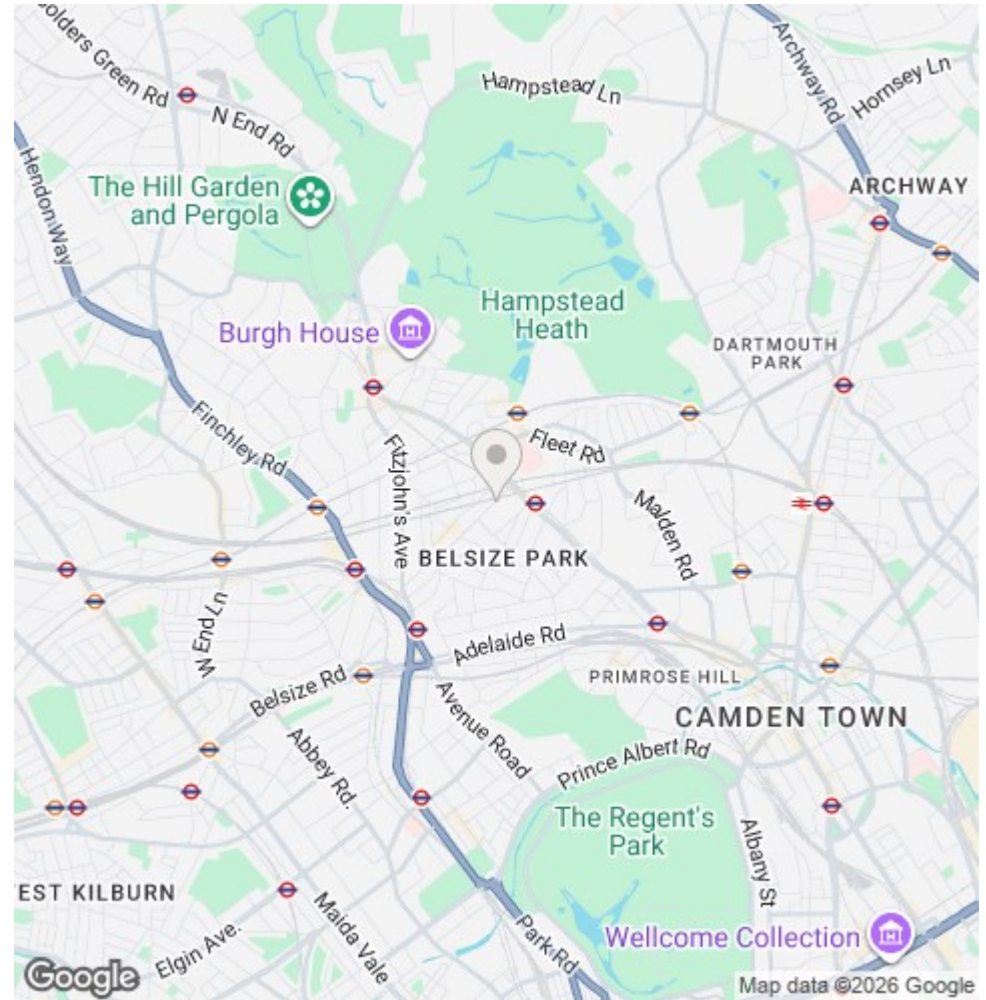 Golders Green Rd
N End Rd
Hampstead Ln
Archway Rd
Hornsey Ln
Hendon Way
The Hill Garden
and Pergola
ARCHWAY
Hampstead
Heath
Burgh House
DARTMOUTH
PARK
Finchley Rd
Fitzjohn's Ave
Fleet Rd
Malden Rd
BELSIZE PARK
W End Ln
Adelaide Rd
Belsize Rd
PRIMROSE HILL
Avenue Road
CAMDEN TOWN
Abbey Rd.
Prince Albert Rd
The Regent's
Park
Albany St
EST KILBURN
Maida Vale
Elgin Ave.
Park Rd
Wellcome Collection
Google
Map data ©2026 Google